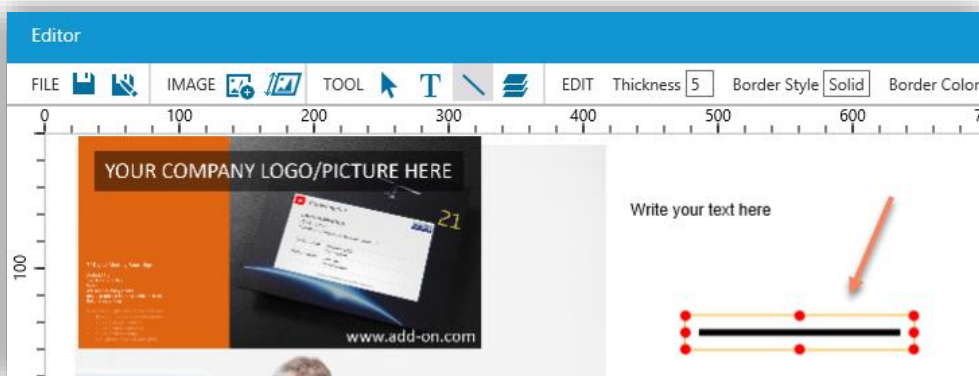 Editor
FILE IMAGE TOOL T EDIT Thickness 5 Border Style Solid Border Color
0 100 200 300 400 500 600
100
YOUR COMPANY LOGO/PICTURE HERE
21
www.add-on.com
Write your text here